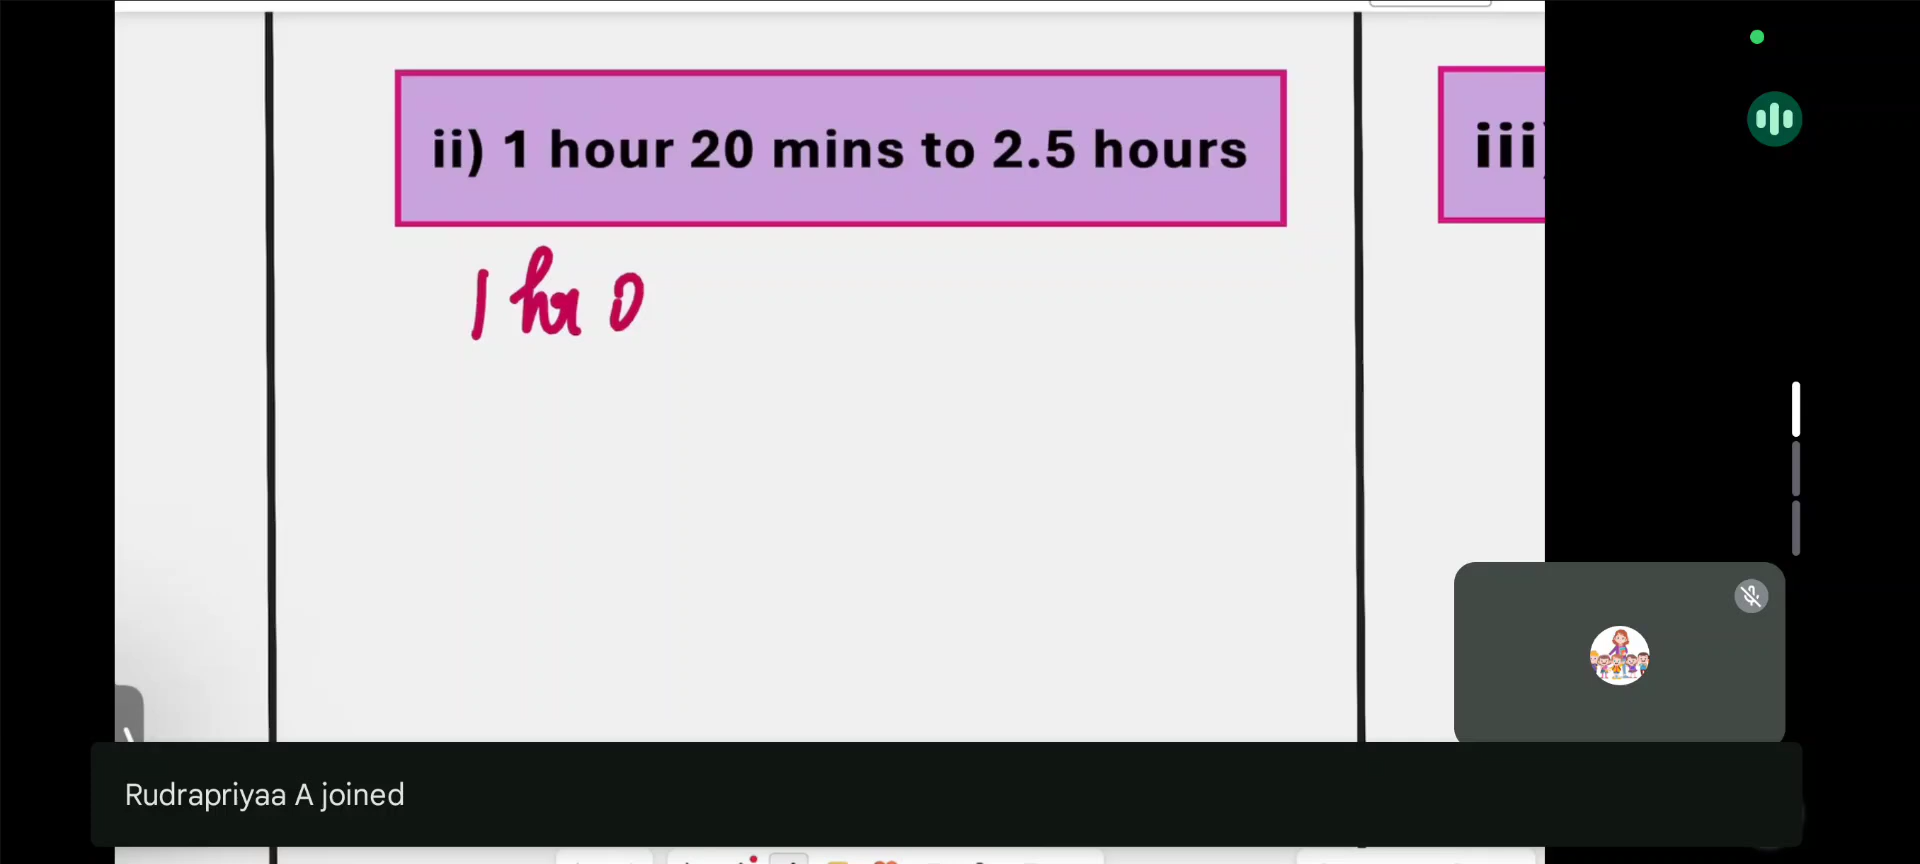 ii) 1 hour 20 mins to 2.5 hours
iii)
1 hr 0
Rudrapriyaa A joined